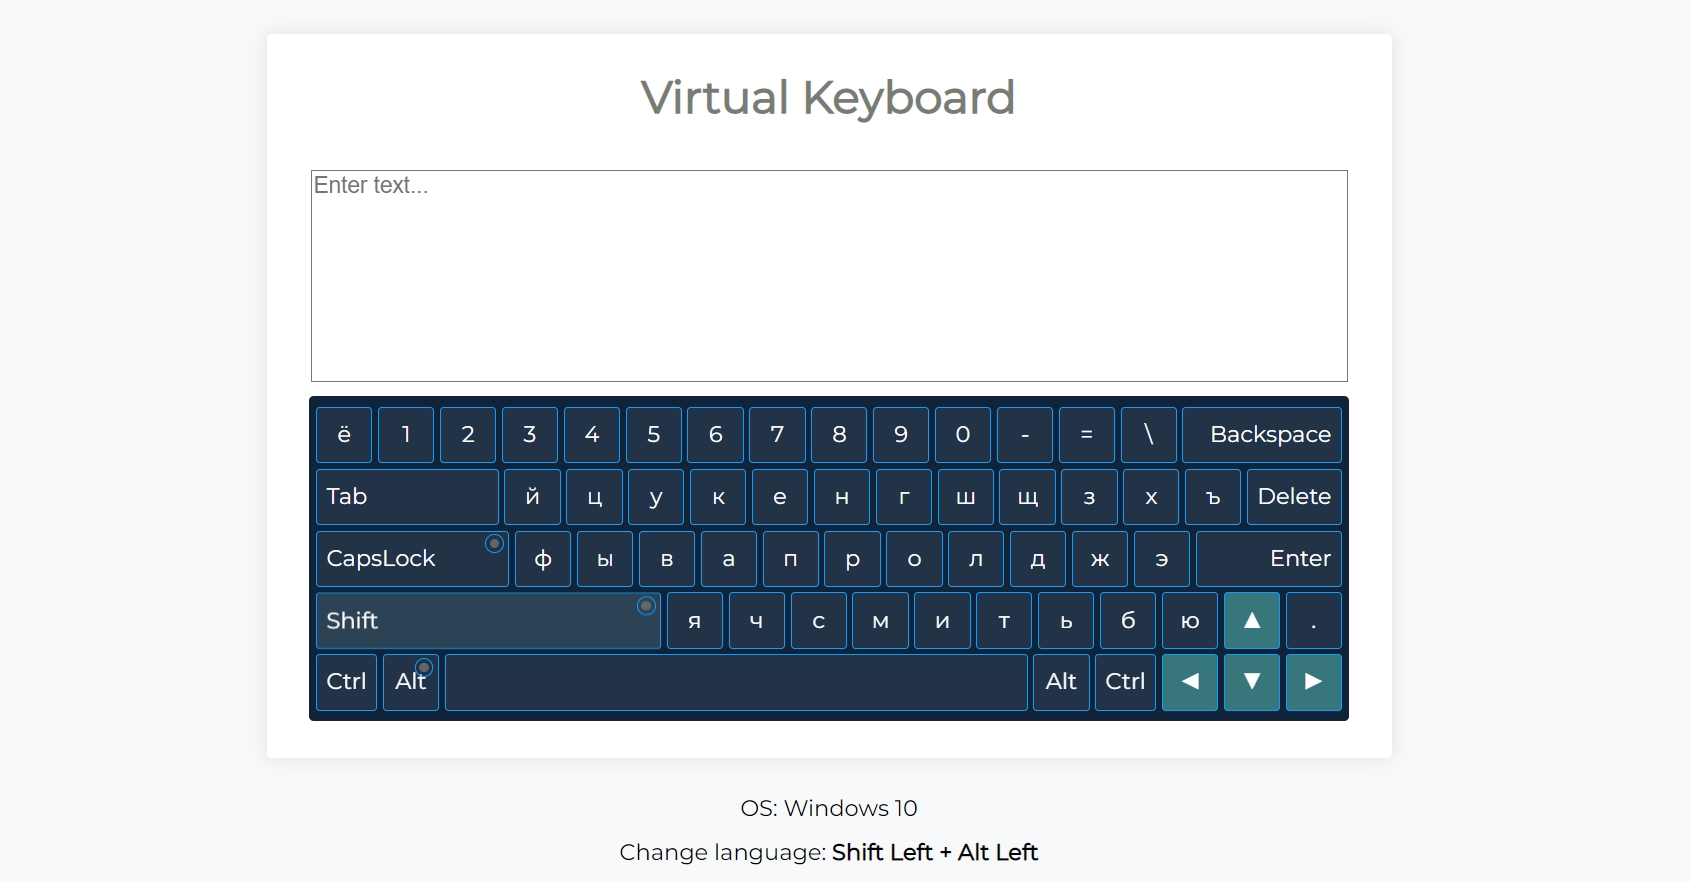 Virtual Keyboard
Enter text...
ё 1 2 3 4 5 6 7 8 9 0 - = \ Backspace
Tab й ц у к е н г ш щ з х ъ Delete
CapsLock ф ы в а п р о л д ж э Enter
Shift я ч с м и т ь б ю ▲ .
Ctrl Alt Alt Ctrl ◄ ▼ ►
OS: Windows 10
Change language: Shift Left + Alt Left